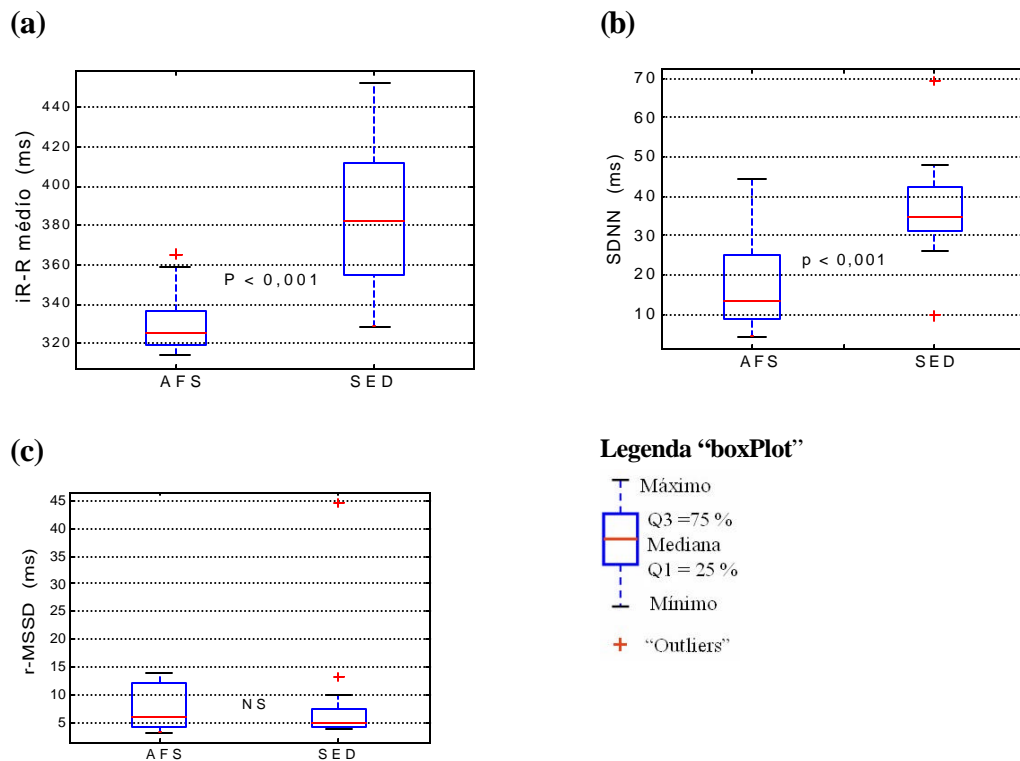 (a)
iR-R médío (ms)
440
420
400
380
360
340
320
P < 0,001
AFS SED
(b)
SDNN (ms)
70
60
50
40
30
20
10
p < 0,001
AFS SED
(c)
r-MSSD (ms)
45
40
35
30
25
20
15
10
5
NS
AFS SED
Legenda “boxPlot”
Máximo
Q3 =75 %
Mediana
Q1 = 25 %
Mínimo
“Outliers”